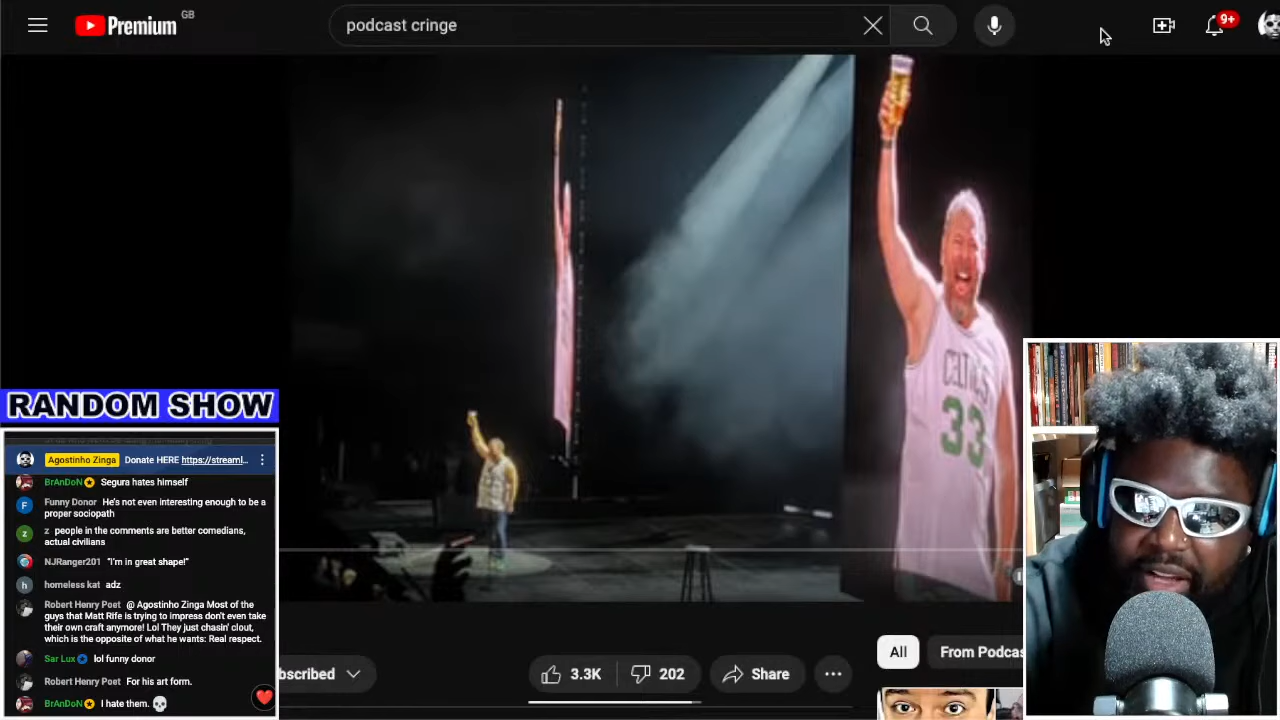 Premium GB
podcast cringe
9+
CELTICS
33
RANDOM SHOW
Agostinho Zinga Donate HERE https://streaml...
BrAnDoN Segura hates himself
Funny Donor He's not even interesting enough to be a
proper sociopath
z people in the comments are better comedians,
actual civilians
NJRanger201 "I'm in great shape!"
homeless kat adz
Robert Henry Poet @ Agostinho Zinga Most of the
guys that Matt Rife is trying to impress don't even take
their own craft anymore! Lol They just chasin' clout,
which is the opposite of what he wants: Real respect.
Sar Lux lol funny donor
Robert Henry Poet For his art form.
BrAnDoN I hate them.
bscribed
3.3K
202
Share
All
From Podcas